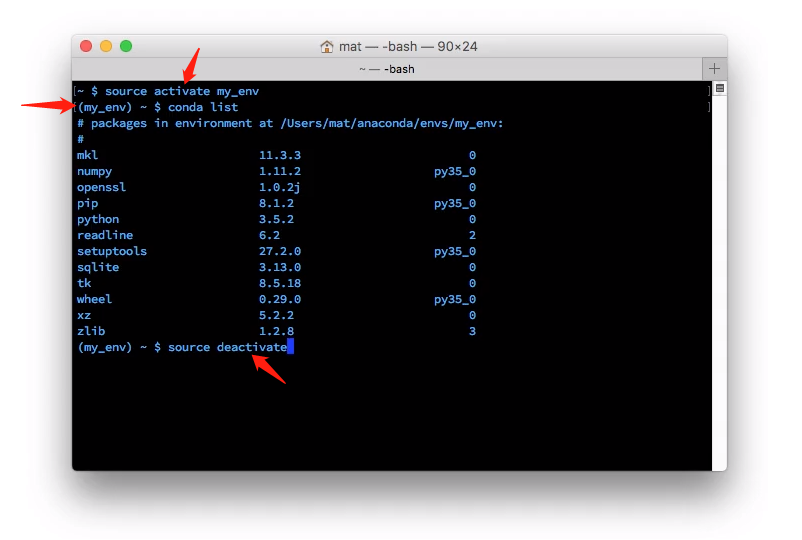 mat — -bash — 90×24
~ — -bash
[~ $ source activate my_env ]
[(my_env) ~ $ conda list ]
# packages in environment at /Users/mat/anaconda/envs/my_env:
#
mkl 11.3.3 0
numpy 1.11.2 py35_0
openssl 1.0.2j 0
pip 8.1.2 py35_0
python 3.5.2 0
readline 6.2 2
setuptools 27.2.0 py35_0
sqlite 3.13.0 0
tk 8.5.18 0
wheel 0.29.0 py35_0
xz 5.2.2 0
zlib 1.2.8 3
(my_env) ~ $ source deactivate